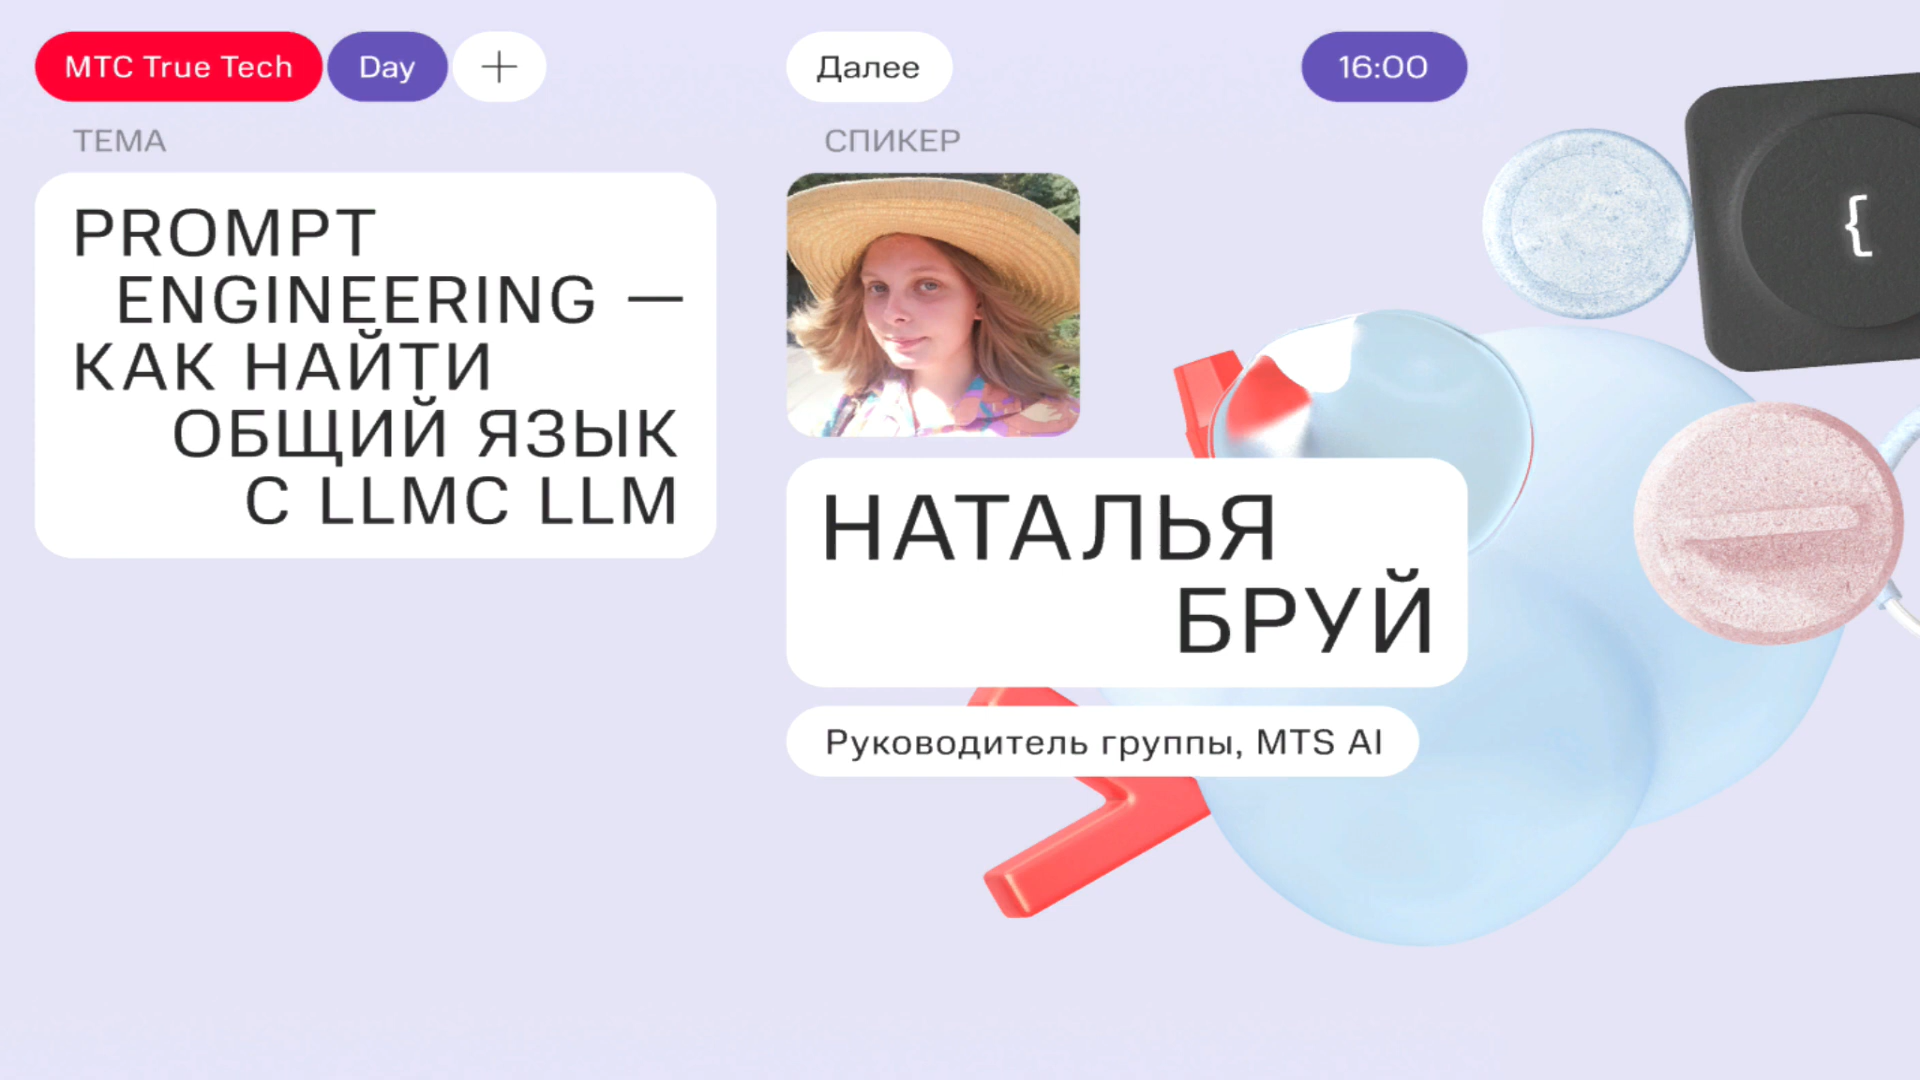 МТС True Tech Day +
Далее
16:00
ТЕМА
PROMPT
ENGINEERING —
КАК НАЙТИ
ОБЩИЙ ЯЗЫК
С LLMС LLM
СПИКЕР
НАТАЛЬЯ
БРУЙ
Руководитель группы, MTS AI
{